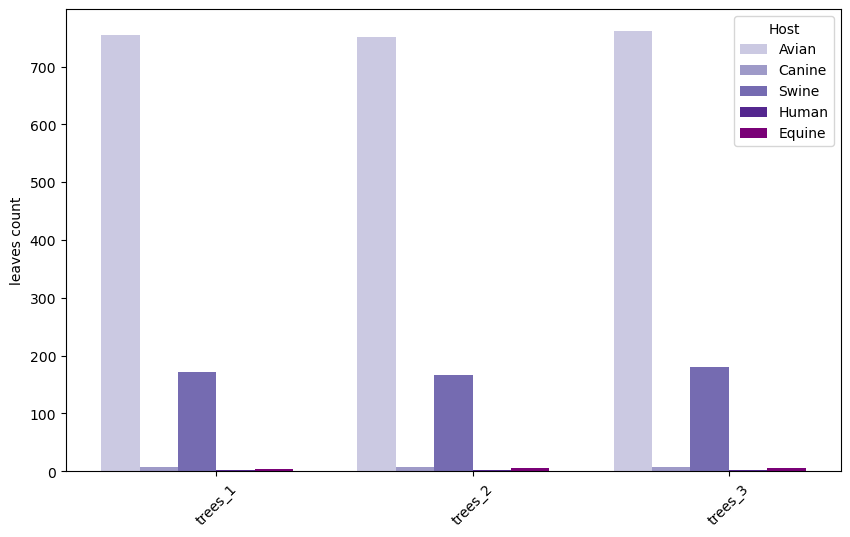 Host
Avian
Canine
Swine
Human
Equine
leaves count
700
600
500
400
300
200
100
0
trees_1
trees_2
trees_3